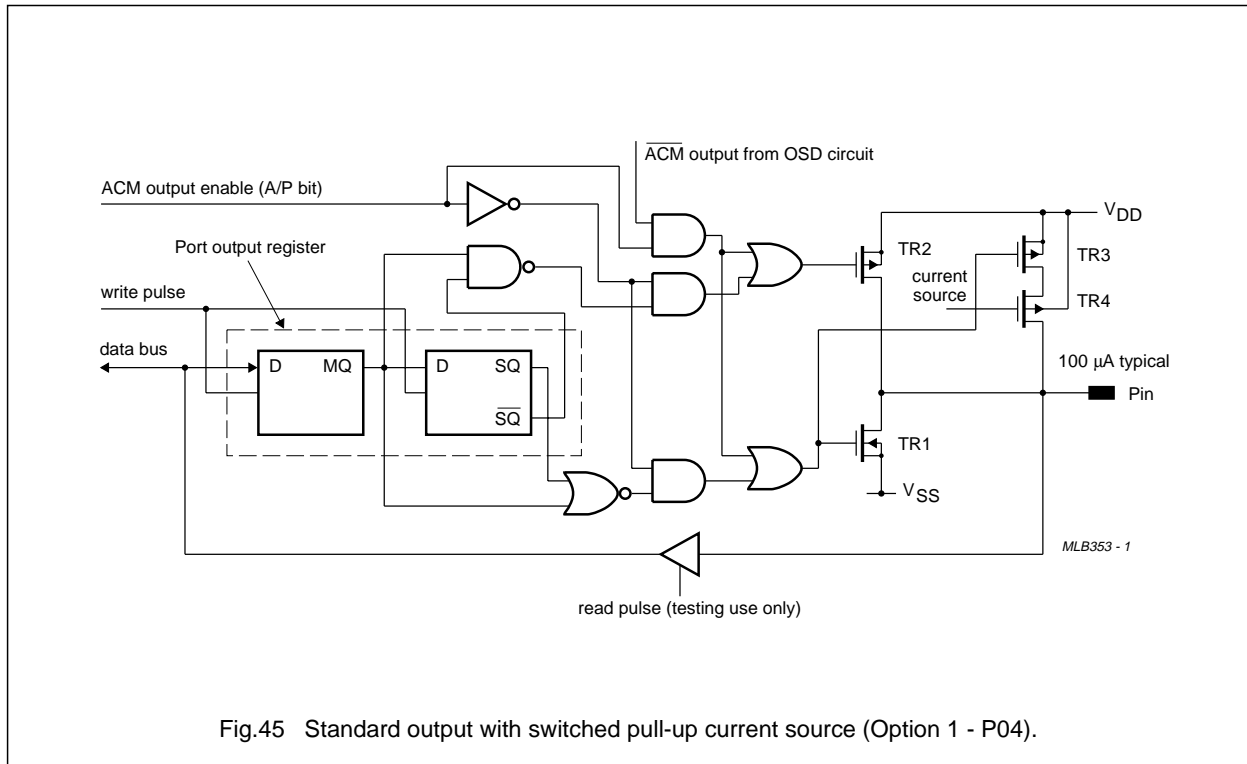 ACM output from OSD circuit
ACM output enable (A/P bit)
VDD
TR2
TR3
Port output register
current
source
TR4
write pulse
data bus
100 µA typical
D MQ D SQ
Pin
SQ
TR1
VSS
MLB353 - 1
read pulse (testing use only)
Fig.45 Standard output with switched pull-up current source (Option 1 - P04).